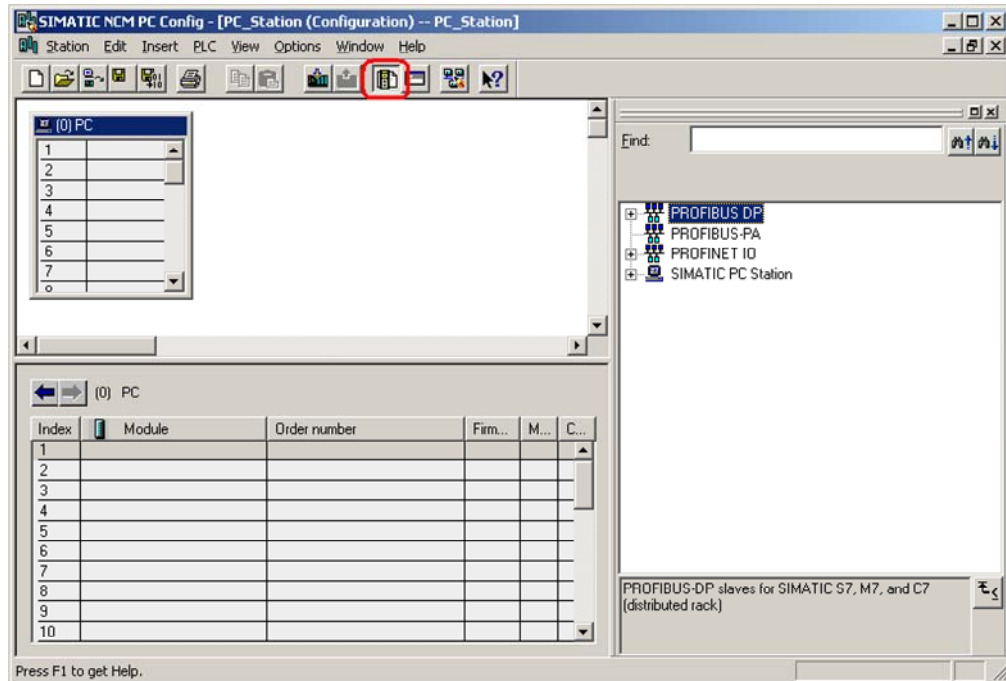 SIMATIC NCM PC Config - [PC_Station (Configuration) -- PC_Station]
Station Edit Insert PLC View Options Window Help
(0) PC
1
2
3
4
5
6
7
Find:
PROFIBUS DP
PROFIBUS-PA
PROFINET IO
SIMATIC PC Station
(0) PC
Index Module Order number Firm... M... C...
1
2
3
4
5
6
7
8
9
10
PROFIBUS-DP slaves for SIMATIC S7, M7, and C7
(distributed rack)
Press F1 to get Help.